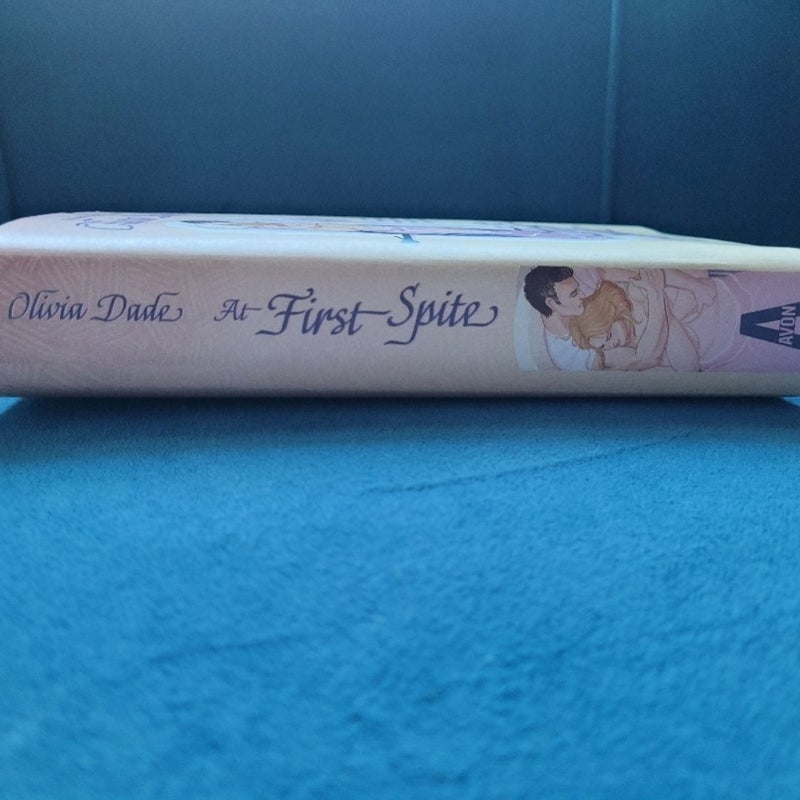 Olivia Dade
At First Spite
AVON